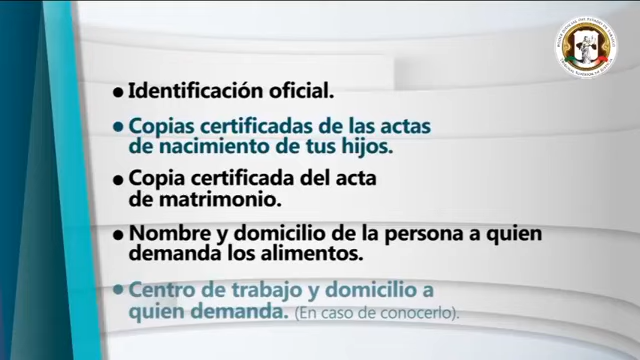 • Identificación oficial.
• Copias certificadas de las actas
de nacimiento de tus hijos.
• Copia certificada del acta
de matrimonio.
• Nombre y domicilio de la persona a quien
demanda los alimentos.
• Centro de trabajo y domicilio a
quien demanda. (En caso de conocerlo).